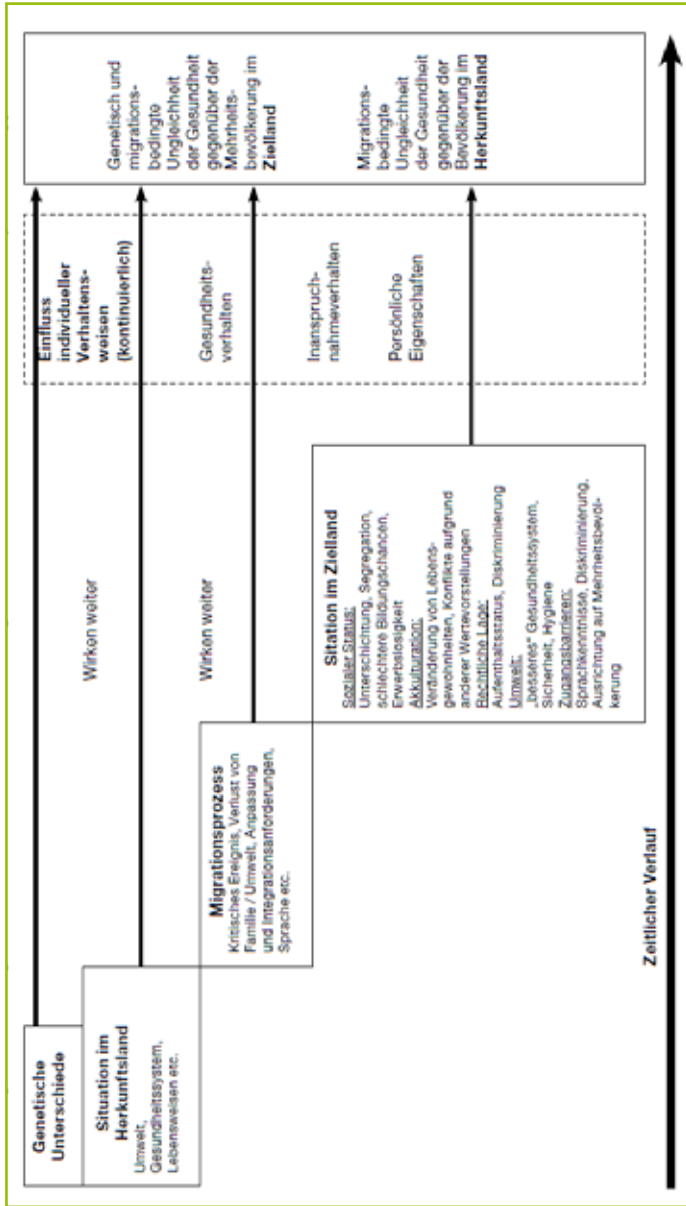 Genetische
Unterschiede
Situation im
Herkunftsland
Umwelt,
Gesundheitssystem,
Lebensweisen etc.
Migrationsprozess
Kritisches Ereignis, Verlust von
Familie / Umwelt, Anpassung
und Integrationsanforderungen,
Sprache etc.
Sitation im Zielland
Sozialer Status:
Unterschichtung, Segregation,
schlechtere Bildungschancen,
Erwerbslosigkeit
Akkulturation:
Veränderung von Lebens-
gewohnheiten, Konflikte aufgrund
anderer Wertevorstellungen
Rechtliche Lage:
Aufenthaltsstatus, Diskriminierung
Umwelt:
„besseres“ Gesundheitssystem,
Sicherheit, Hygiene
Zugangsbarrieren:
Sprachkenntnisse, Diskriminierung,
Ausrichtung auf Mehrheitsbevöl-
kerung
Wirken weiter
Wirken weiter
Einfluss
individueller
Verhaltens-
weisen
(kontinuierlich)
Gesundheits-
verhalten
Inanspruch-
nahmeverhalten
Persönliche
Eigenschaften
Genetisch und
migrations-
bedingte
Ungleichheit
der Gesundheit
gegenüber der
Mehrheits-
bevölkerung im
Zielland
Migrations-
bedingte
Ungleichheit
der Gesundheit
gegenüber der
Bevölkerung im
Herkunftsland
Zeitlicher Verlauf